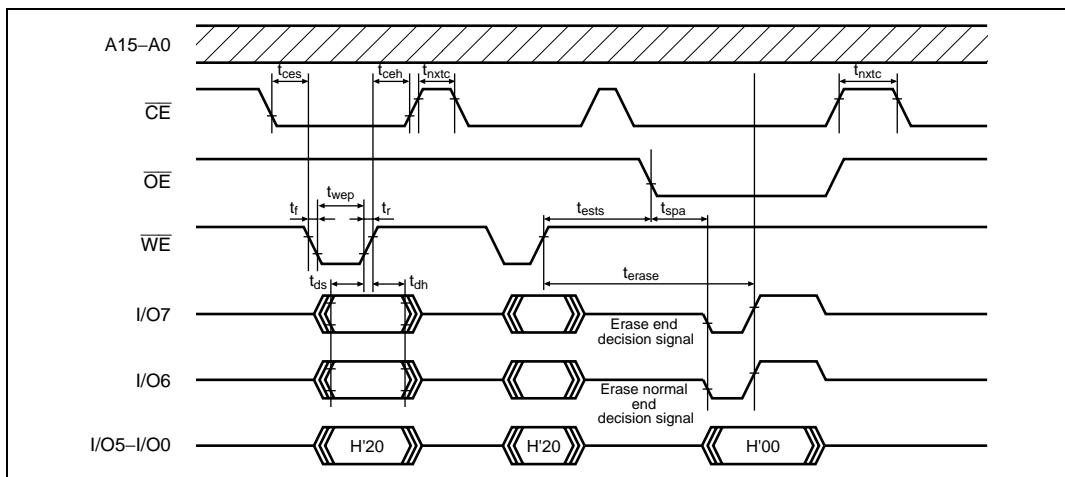 A15–A0
tces
tceh
tnxtc
tnxtc
CE
OE
twep
tests
tspa
tf
tr
WE
terase
tds
tdh
I/O7
Erase end
decision signal
I/O6
Erase normal
end
decision signal
I/O5–I/O0
H'20
H'20
H'00